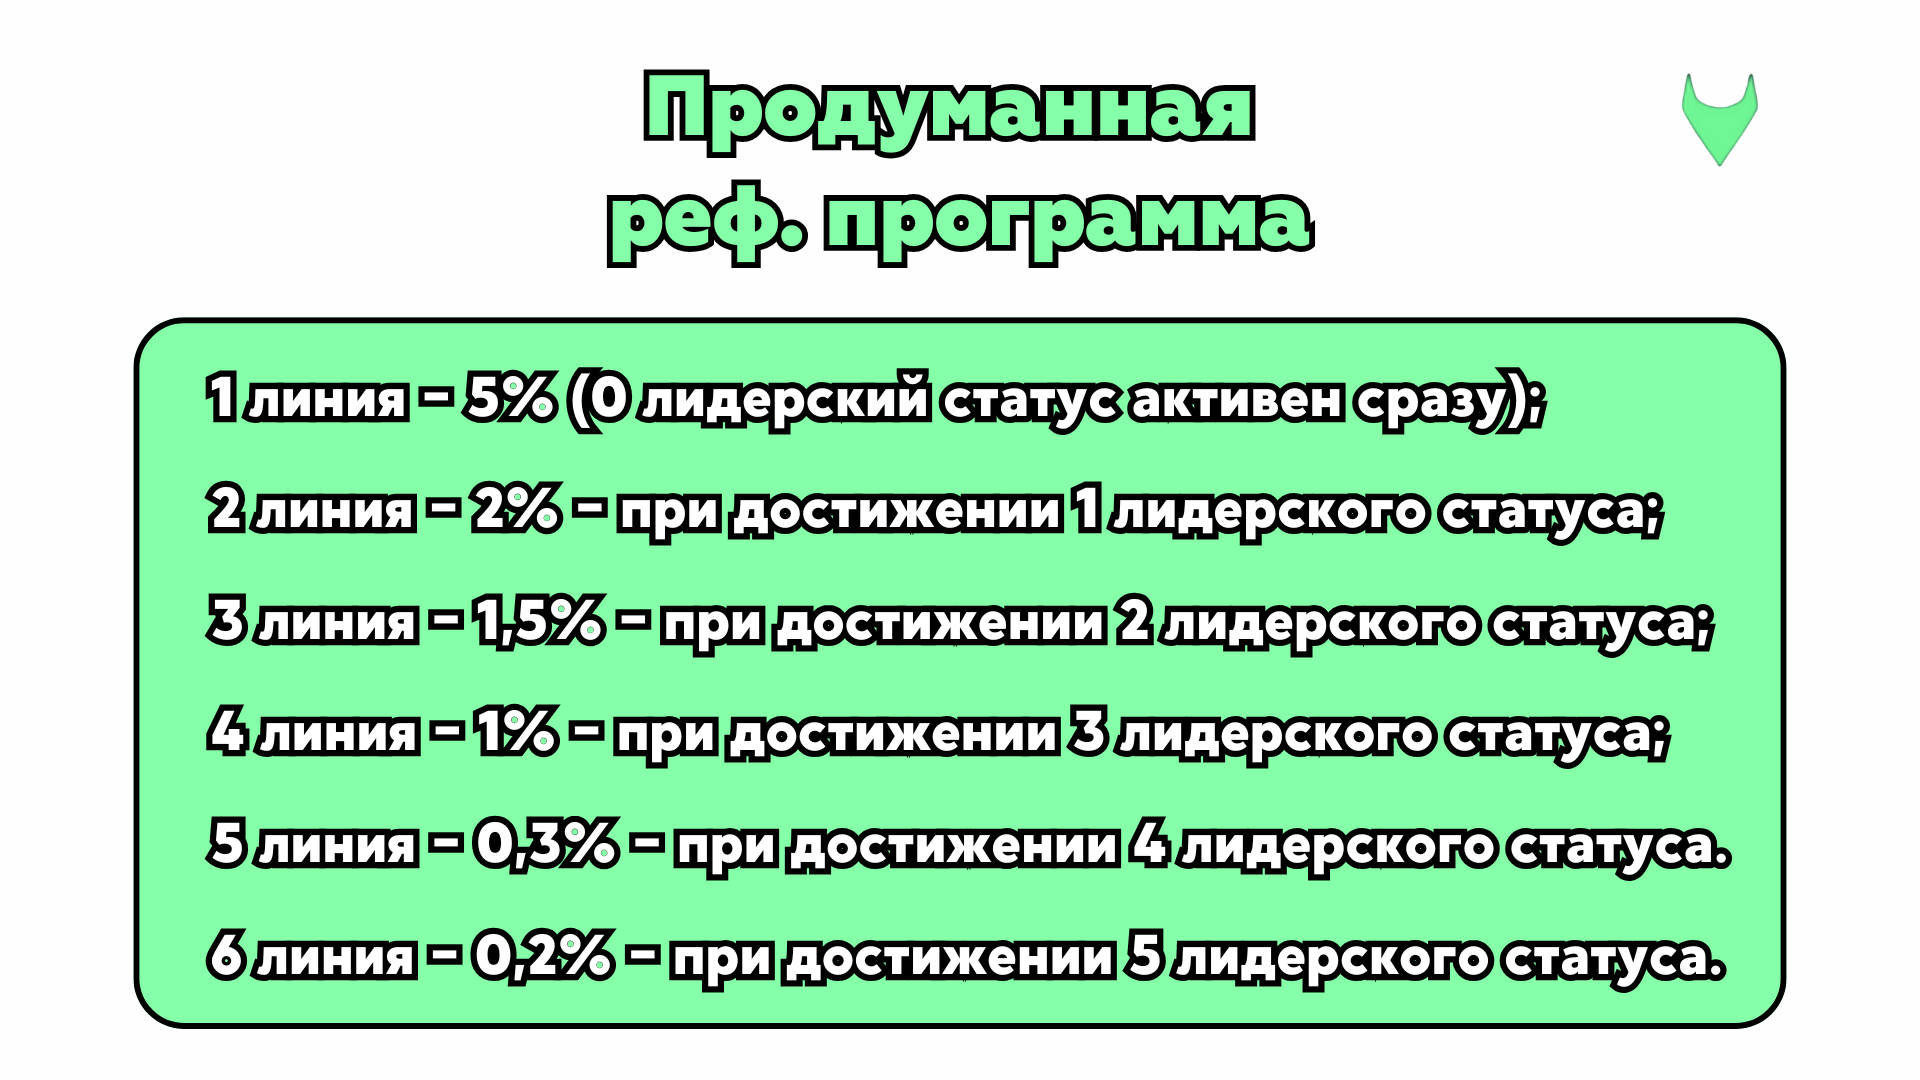 Продуманная
реф. программа
1 линия – 5% (0 лидерский статус активен сразу);
2 линия – 2% – при достижении 1 лидерского статуса;
3 линия – 1,5% – при достижении 2 лидерского статуса;
4 линия – 1% – при достижении 3 лидерского статуса;
5 линия – 0,3% – при достижении 4 лидерского статуса.
6 линия – 0,2% – при достижении 5 лидерского статуса.